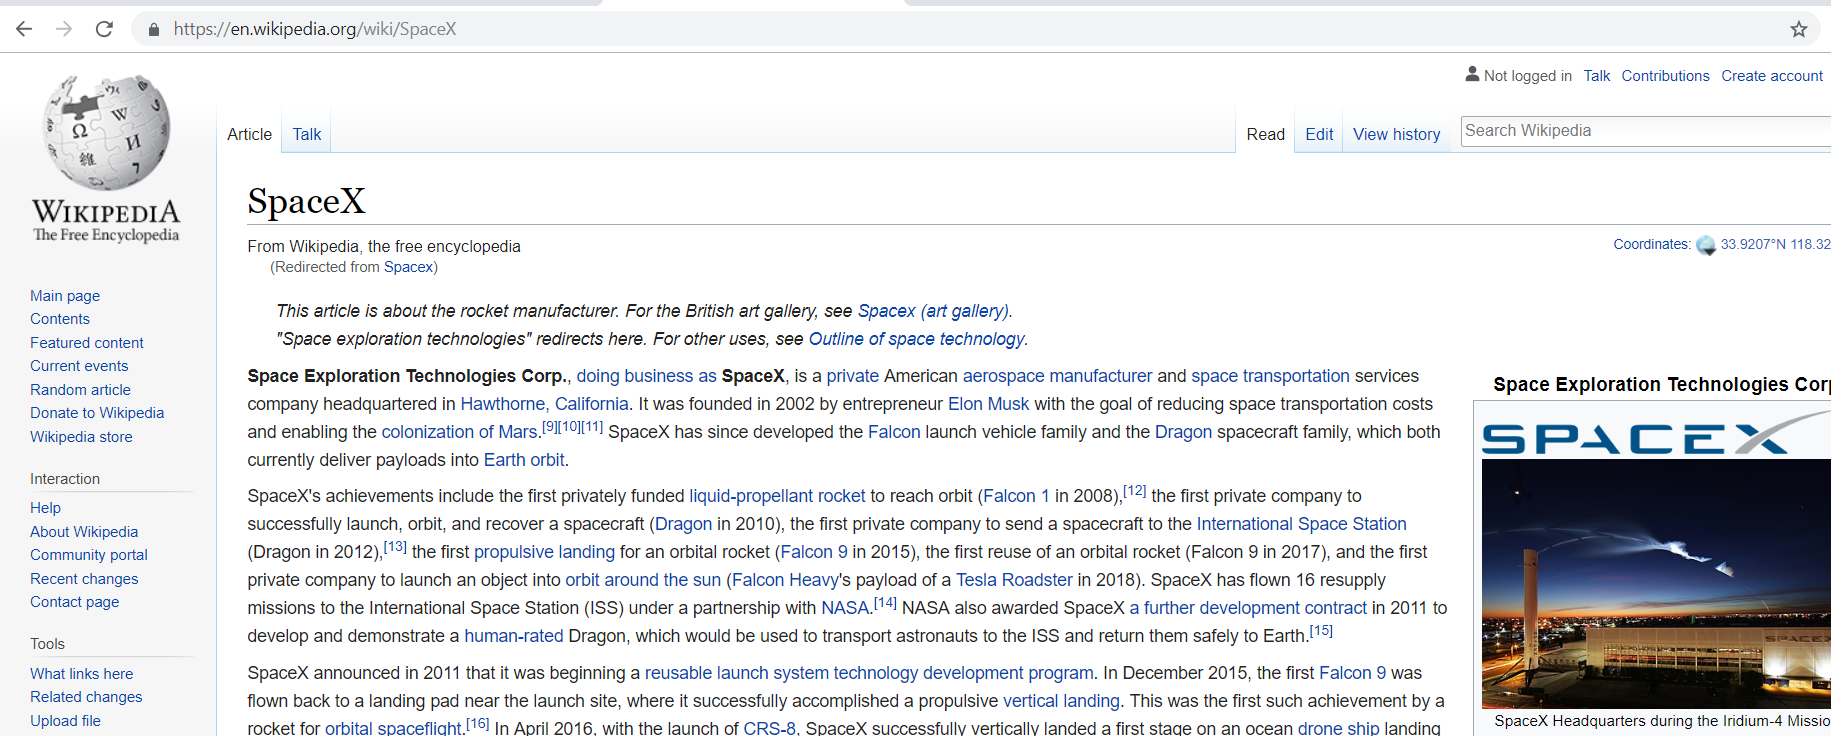 https://en.wikipedia.org/wiki/SpaceX
Not logged in Talk Contributions Create account
Article Talk Read Edit View history Search Wikipedia
WIKIPEDIA
The Free Encyclopedia
SpaceX
From Wikipedia, the free encyclopedia
Coordinates: 33.9207°N 118.32
(Redirected from Spacex)
This article is about the rocket manufacturer. For the British art gallery, see Spacex (art gallery).
"Space exploration technologies" redirects here. For other uses, see Outline of space technology.
Space Exploration Technologies Corp., doing business as SpaceX, is a private American aerospace manufacturer and space transportation services
company headquartered in Hawthorne, California. It was founded in 2002 by entrepreneur Elon Musk with the goal of reducing space transportation costs
and enabling the colonization of Mars.[9][10][11] SpaceX has since developed the Falcon launch vehicle family and the Dragon spacecraft family, which both
currently deliver payloads into Earth orbit.
SpaceX's achievements include the first privately funded liquid-propellant rocket to reach orbit (Falcon 1 in 2008),[12] the first private company to
successfully launch, orbit, and recover a spacecraft (Dragon in 2010), the first private company to send a spacecraft to the International Space Station
(Dragon in 2012),[13] the first propulsive landing for an orbital rocket (Falcon 9 in 2015), the first reuse of an orbital rocket (Falcon 9 in 2017), and the first
private company to launch an object into orbit around the sun (Falcon Heavy's payload of a Tesla Roadster in 2018). SpaceX has flown 16 resupply
missions to the International Space Station (ISS) under a partnership with NASA.[14] NASA also awarded SpaceX a further development contract in 2011 to
develop and demonstrate a human-rated Dragon, which would be used to transport astronauts to the ISS and return them safely to Earth.[15]
SpaceX announced in 2011 that it was beginning a reusable launch system technology development program. In December 2015, the first Falcon 9 was
flown back to a landing pad near the launch site, where it successfully accomplished a propulsive vertical landing. This was the first such achievement by a
rocket for orbital spaceflight.[16] In April 2016, with the launch of CRS-8, SpaceX successfully vertically landed a first stage on an ocean drone ship landing
Main page
Contents
Featured content
Current events
Random article
Donate to Wikipedia
Wikipedia store
Interaction
Help
About Wikipedia
Community portal
Recent changes
Contact page
Tools
What links here
Related changes
Upload file
Space Exploration Technologies Corp
SPACEX
SPACEX
SpaceX Headquarters during the Iridium-4 Missio